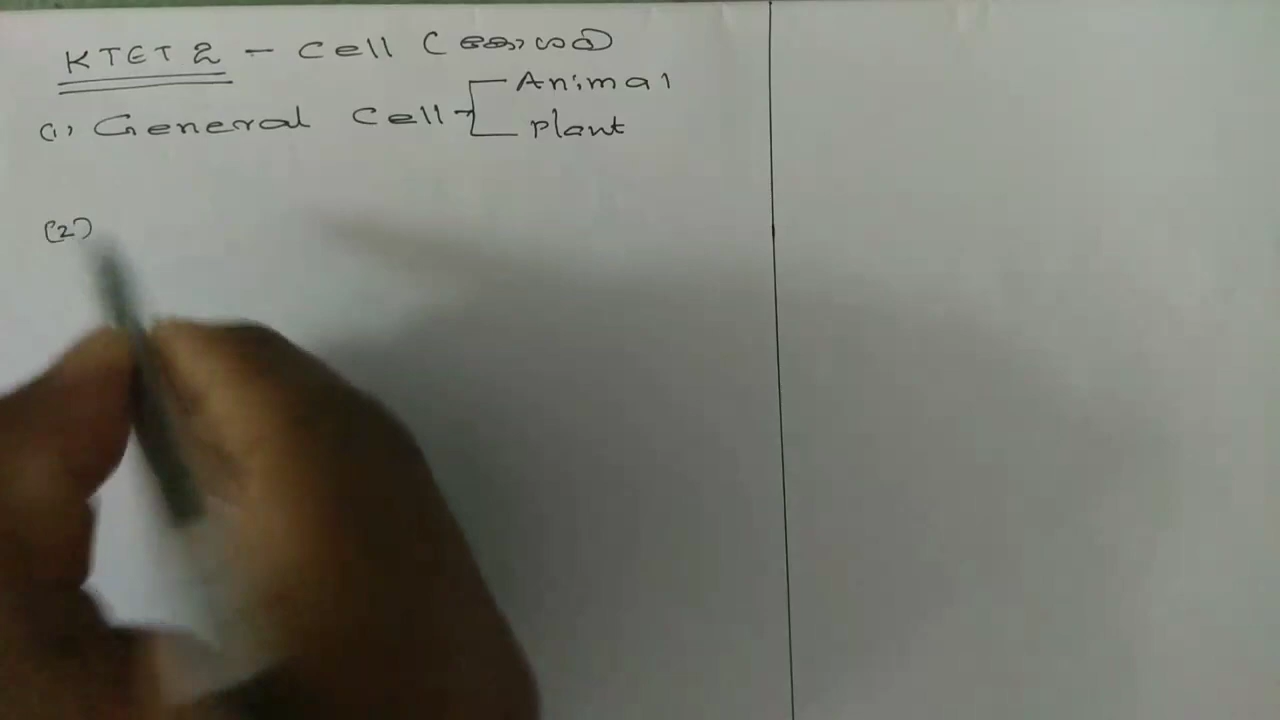 KTET 2 - Cell (കോശം
(1) General Cell Animal
Plant
(2)